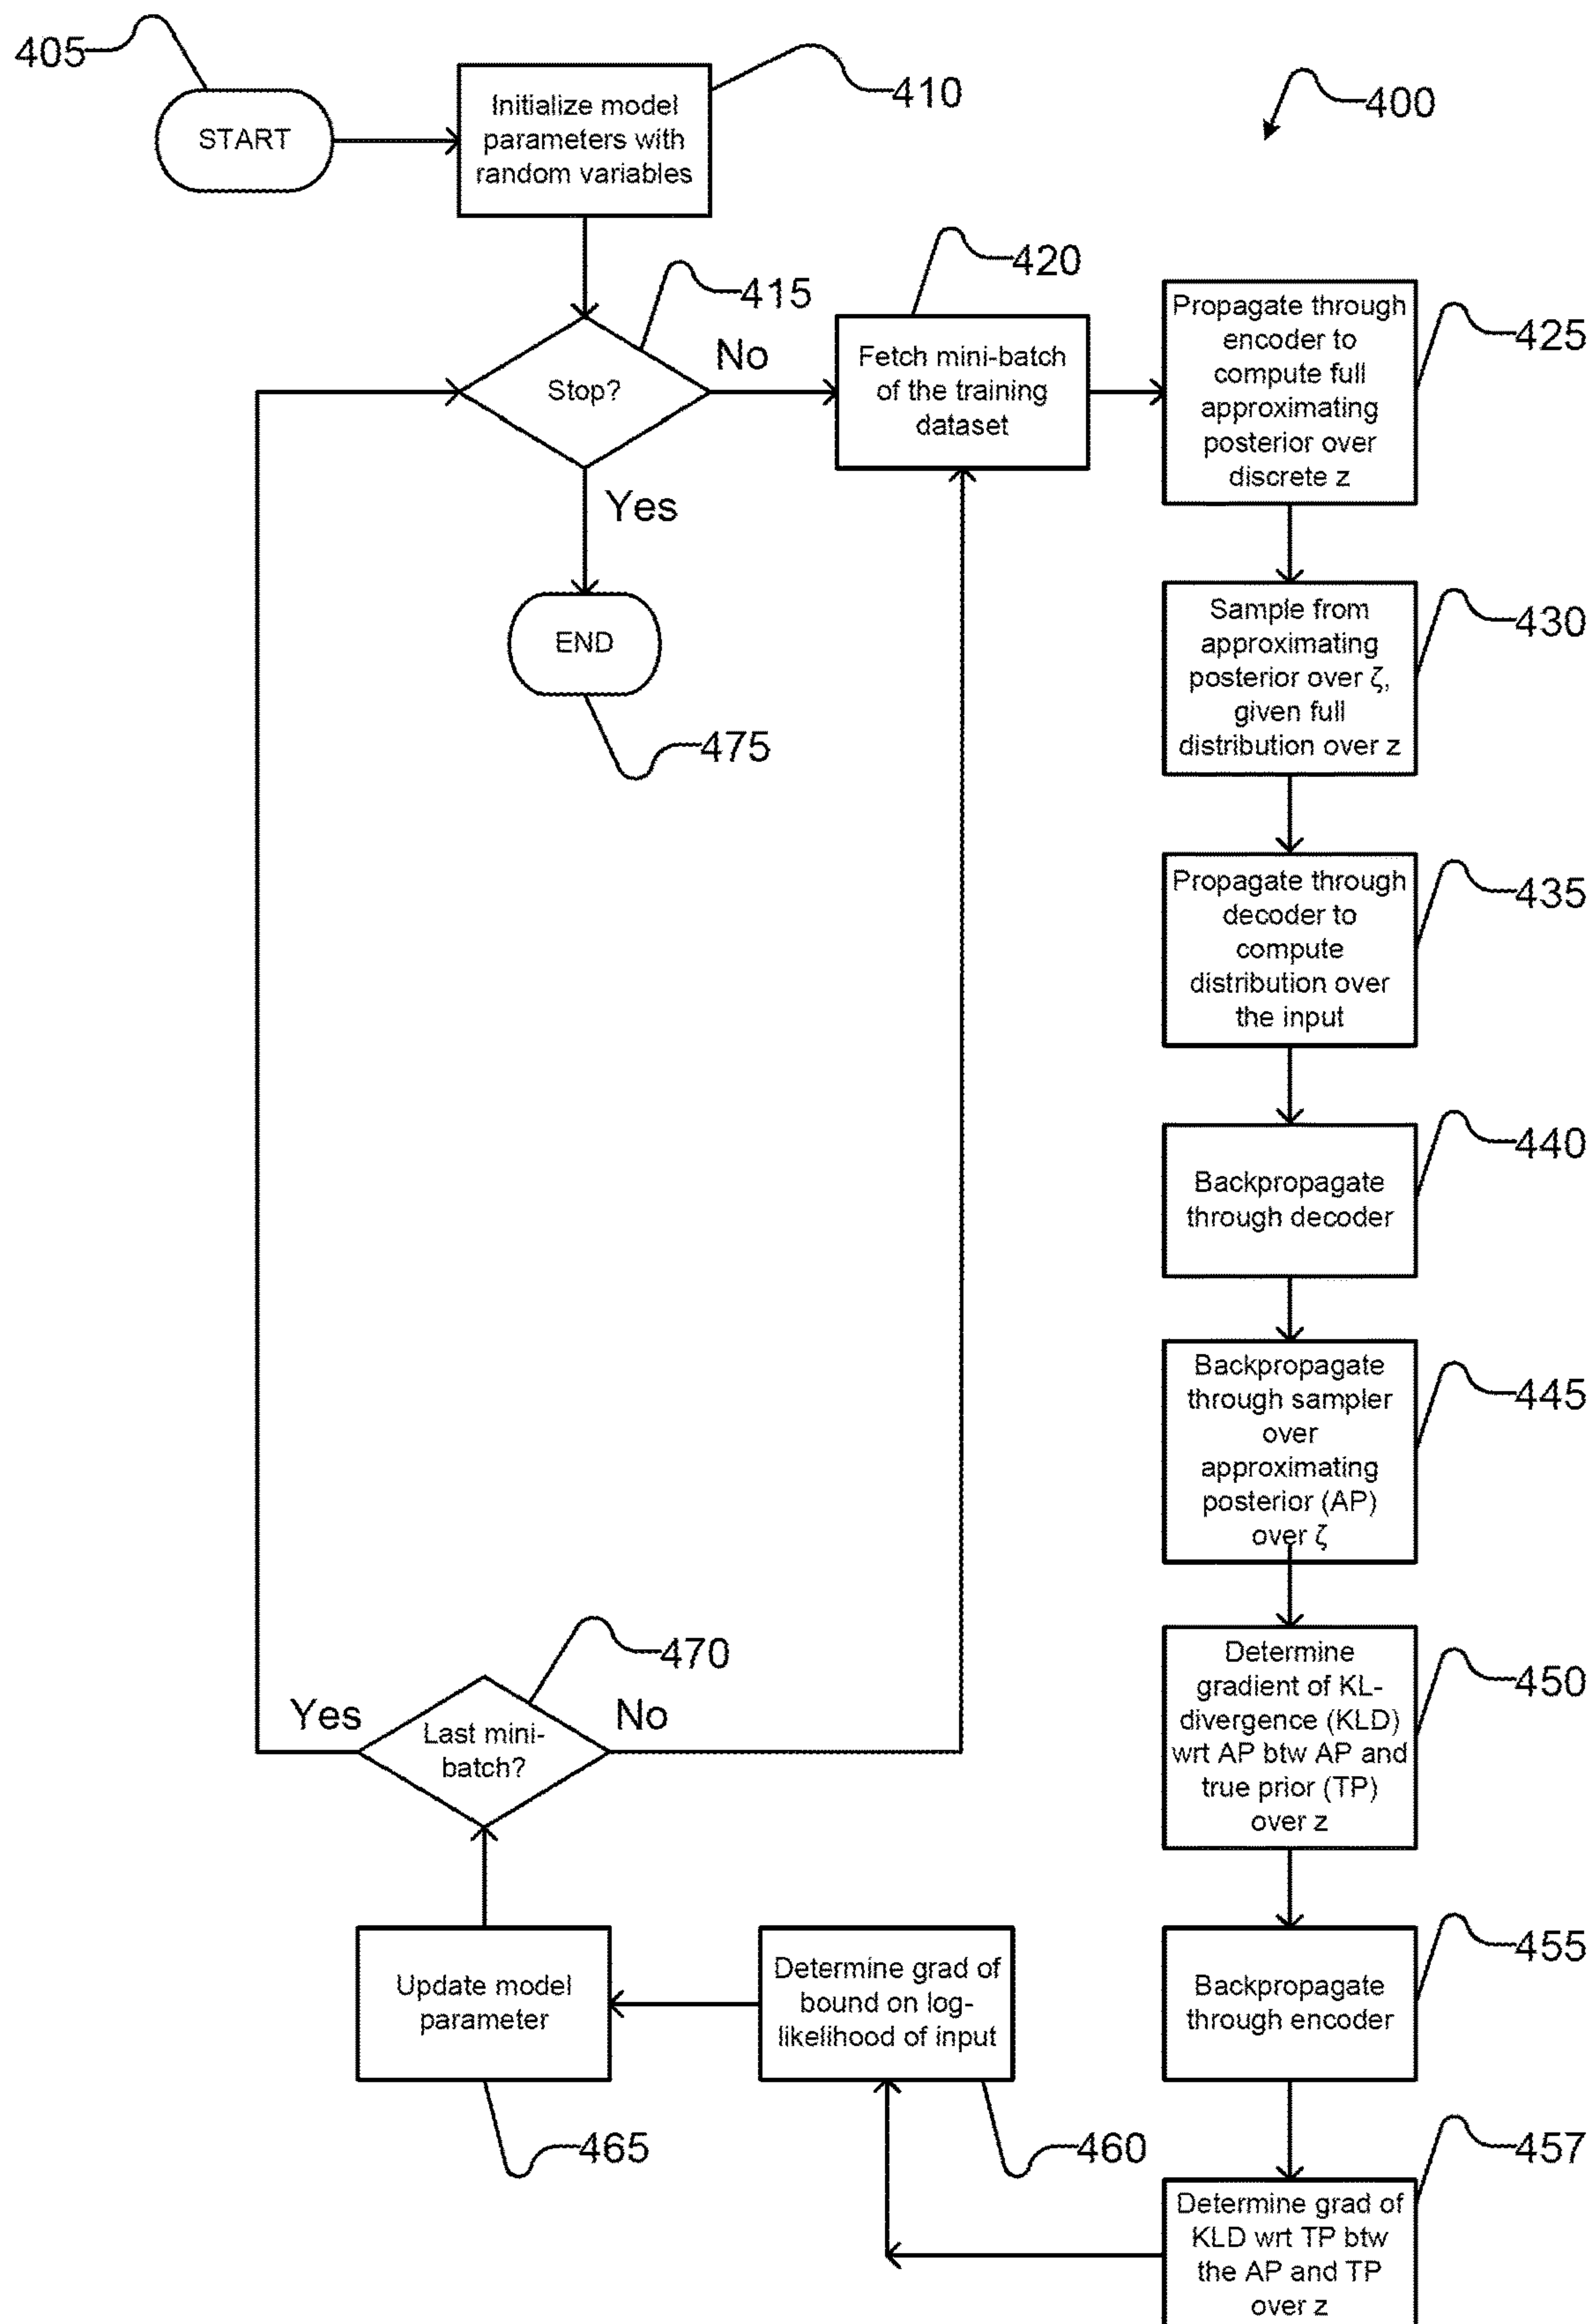 405
START
Initialize model
parameters with
random variables
410
400
415
Stop?
No
Yes
420
Fetch mini-batch
of the training
dataset
Propagate through
encoder to
compute full
approximating
posterior over
discrete z
425
END
475
Sample from
approximating
posterior over ζ,
given full
distribution over z
430
Propagate through
decoder to
compute
distribution over
the input
435
Backpropagate
through decoder
440
Backpropagate
through sampler
over
approximating
posterior (AP)
over ζ
445
Determine
gradient of KL-
divergence (KLD)
wrt AP btw AP and
true prior (TP)
over z
450
Backpropagate
through encoder
455
Determine grad of
KLD wrt TP btw
the AP and TP
over z
457
Determine grad of
bound on log-
likelihood of input
460
Update model
parameter
465
Last mini-
batch?
470
Yes
No